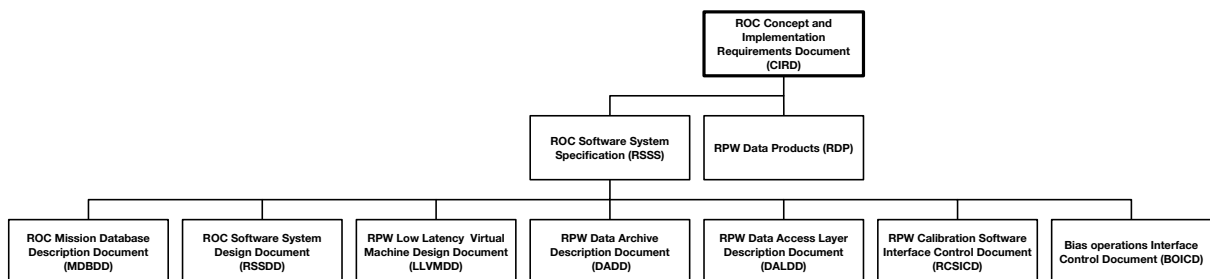 ROC Concept and
Implementation
Requirements Document
(CIRD)
ROC Software System
Specification (RSSS)
RPW Data Products (RDP)
ROC Mission Database
Description Document
(MDBDD)
ROC Software System
Design Document
(RSSDD)
RPW Low Latency Virtual
Machine Design Document
(LLVMDD)
RPW Data Archive
Description Document
(DADD)
RPW Data Access Layer
Description Document
(DALDD)
RPW Calibration Software
Interface Control Document
(RCSICD)
Bias operations Interface
Control Document (BOICD)